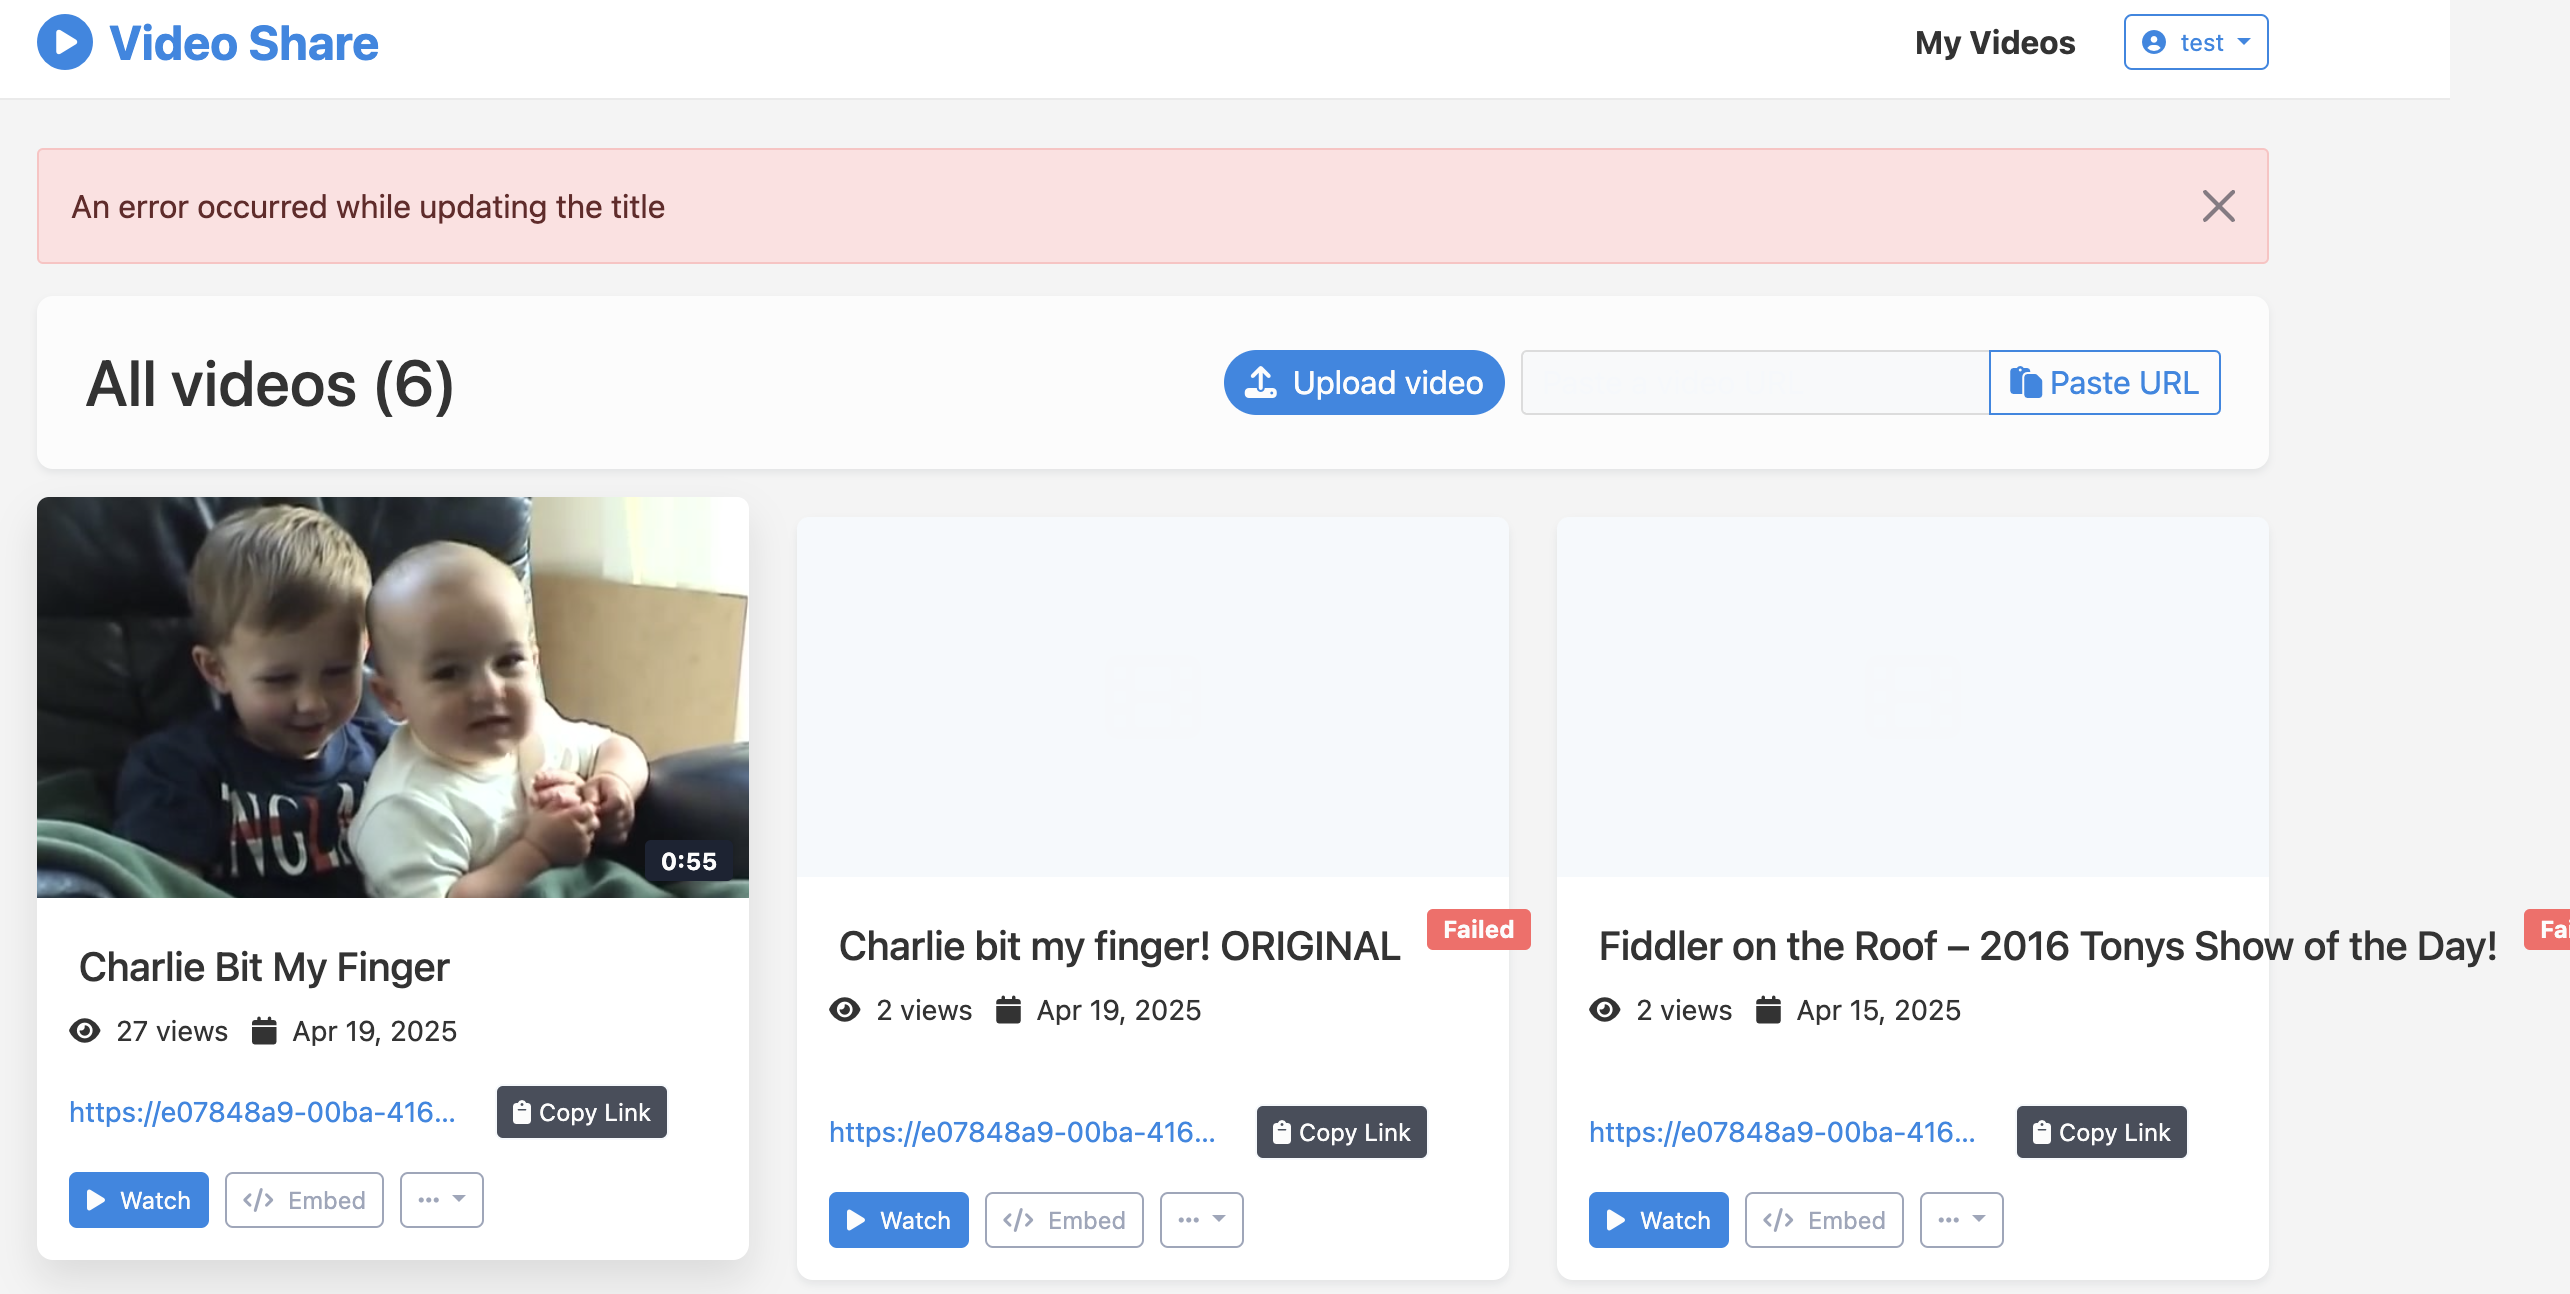 Video Share
My Videos
test
An error occurred while updating the title
All videos (6)
Upload video
Paste URL
0:55
Charlie Bit My Finger
27 views Apr 19, 2025
https://e07848a9-00ba-416...
Copy Link
Watch
</> Embed
...
Charlie bit my finger! ORIGINAL
Failed
2 views Apr 19, 2025
https://e07848a9-00ba-416...
Copy Link
Watch
</> Embed
...
Fiddler on the Roof – 2016 Tonys Show of the Day!
2 views Apr 15, 2025
https://e07848a9-00ba-416...
Copy Link
Watch
</> Embed
...